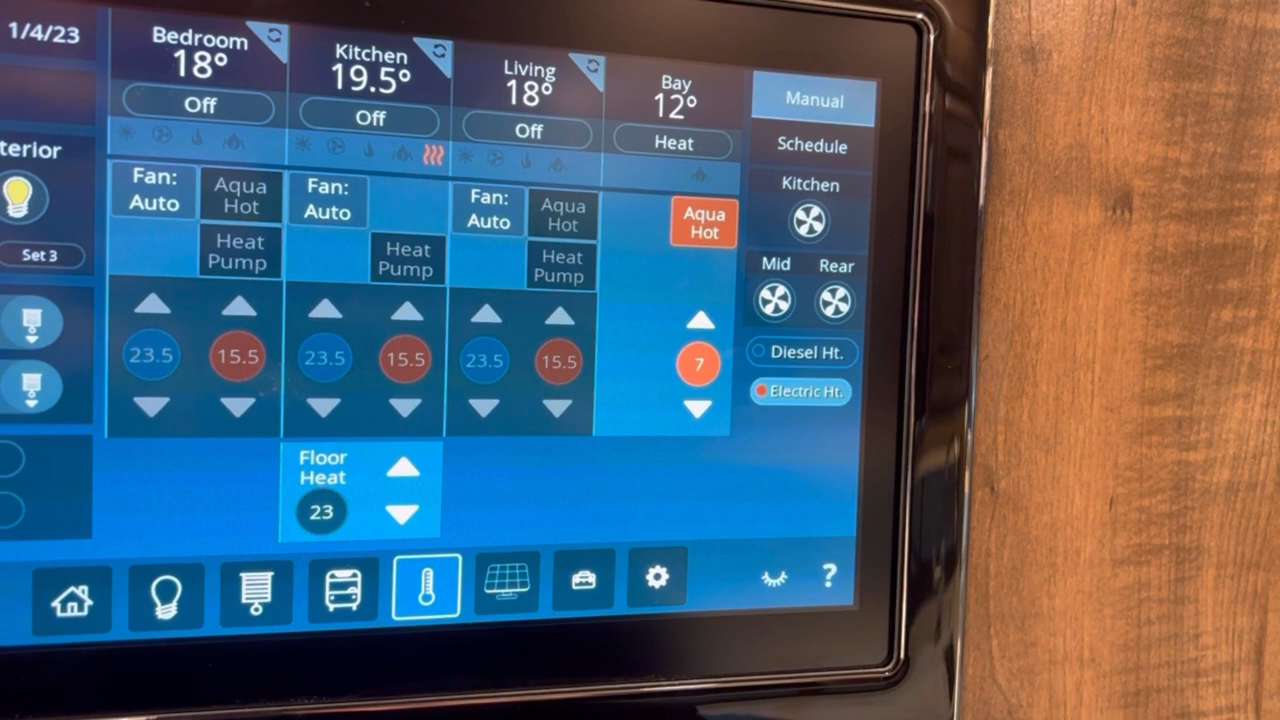 1/4/23
Bedroom
18°
Off
Kitchen
19.5°
Off
Living
18°
Off
Bay
12°
Heat
Manual
Schedule
Kitchen
Mid Rear
Diesel Ht.
Electric Ht.
terior
Set 3
Fan:
Auto
Aqua
Hot
Heat
Pump
Fan:
Auto
Heat
Pump
Fan:
Auto
Aqua
Hot
Heat
Pump
Aqua
Hot
23.5 15.5 23.5 15.5 23.5 15.5 7
Floor
Heat
23
?